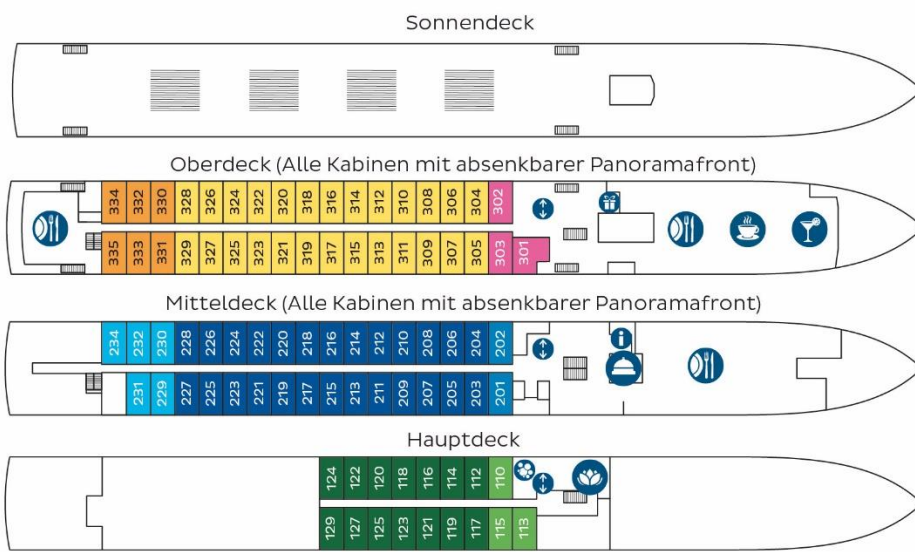 Sonnendeck
Oberdeck (Alle Kabinen mit absenkbarer Panoramafront)
334 332 330 328 326 324 322 320 318 316 314 312 310 308 306 304 302
335 333 331 329 327 325 323 321 319 317 315 313 311 309 307 305 303 301
Mitteldeck (Alle Kabinen mit absenkbarer Panoramafront)
234 232 230 228 226 224 222 220 218 216 214 212 210 208 206 204 202
231 229 227 225 223 221 219 217 215 213 211 209 207 205 203 201
Hauptdeck
124 122 120 118 116 114 112 110
129 127 125 123 121 119 117 115 113